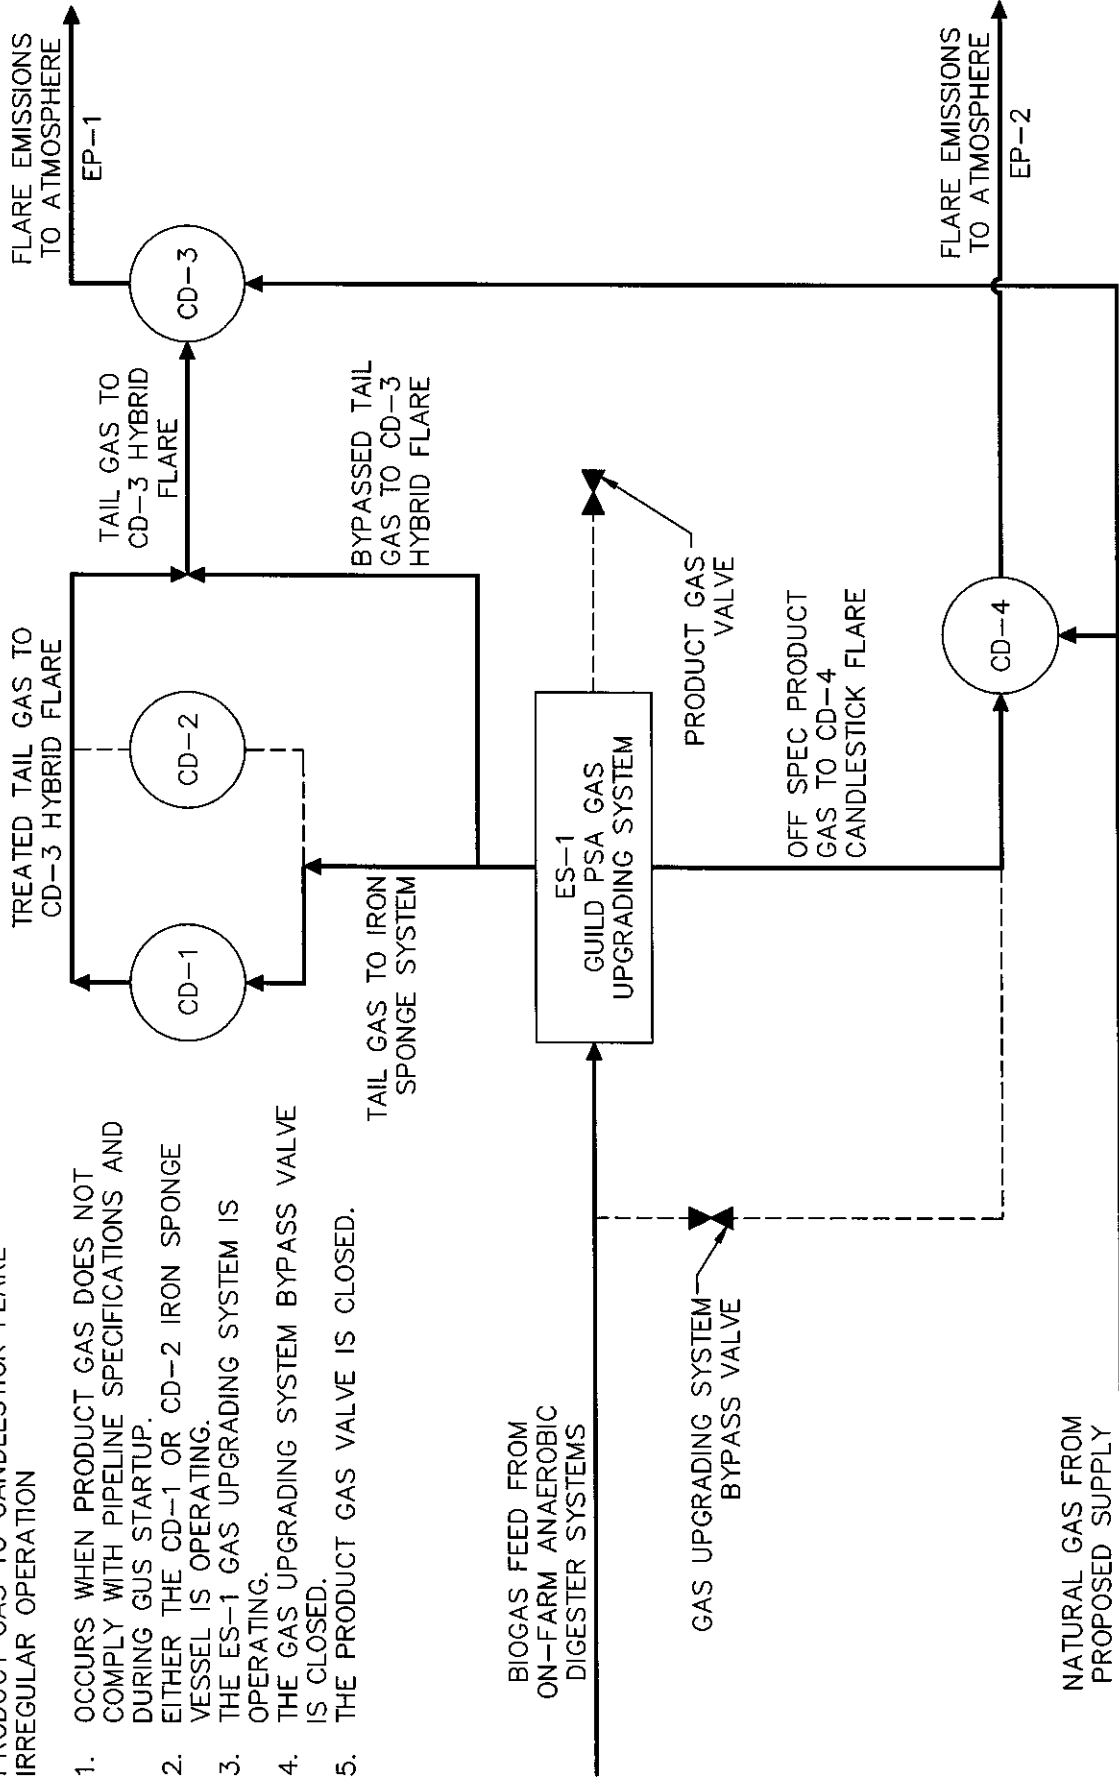 IRREGULAR OPERATION
1. OCCURS WHEN PRODUCT GAS DOES NOT
COMPLY WITH PIPELINE SPECIFICATIONS AND
DURING GUS STARTUP.
2. EITHER THE CD-1 OR CD-2 IRON SPONGE
VESSEL IS OPERATING.
3. THE ES-1 GAS UPGRADING SYSTEM IS
OPERATING.
4. THE GAS UPGRADING SYSTEM BYPASS VALVE
IS CLOSED.
5. THE PRODUCT GAS VALVE IS CLOSED.
TREATED TAIL GAS TO
CD-3 HYBRID FLARE
CD-1
CD-2
TAIL GAS TO
CD-3 HYBRID
FLARE
CD-3
FLARE EMISSIONS
TO ATMOSPHERE
EP-1
TAIL GAS TO IRON
SPONGE SYSTEM
BYPASSED TAIL
GAS TO CD-3
HYBRID FLARE
BIOGAS FEED FROM
ON-FARM ANAEROBIC
DIGESTER SYSTEMS
ES-1
GUILD PSA GAS
UPGRADING SYSTEM
PRODUCT GAS
VALVE
GAS UPGRADING SYSTEM
BYPASS VALVE
OFF SPEC PRODUCT
GAS TO CD-4
CANDLESTICK FLARE
CD-4
FLARE EMISSIONS
TO ATMOSPHERE
EP-2
NATURAL GAS FROM
PROPOSED SUPPLY